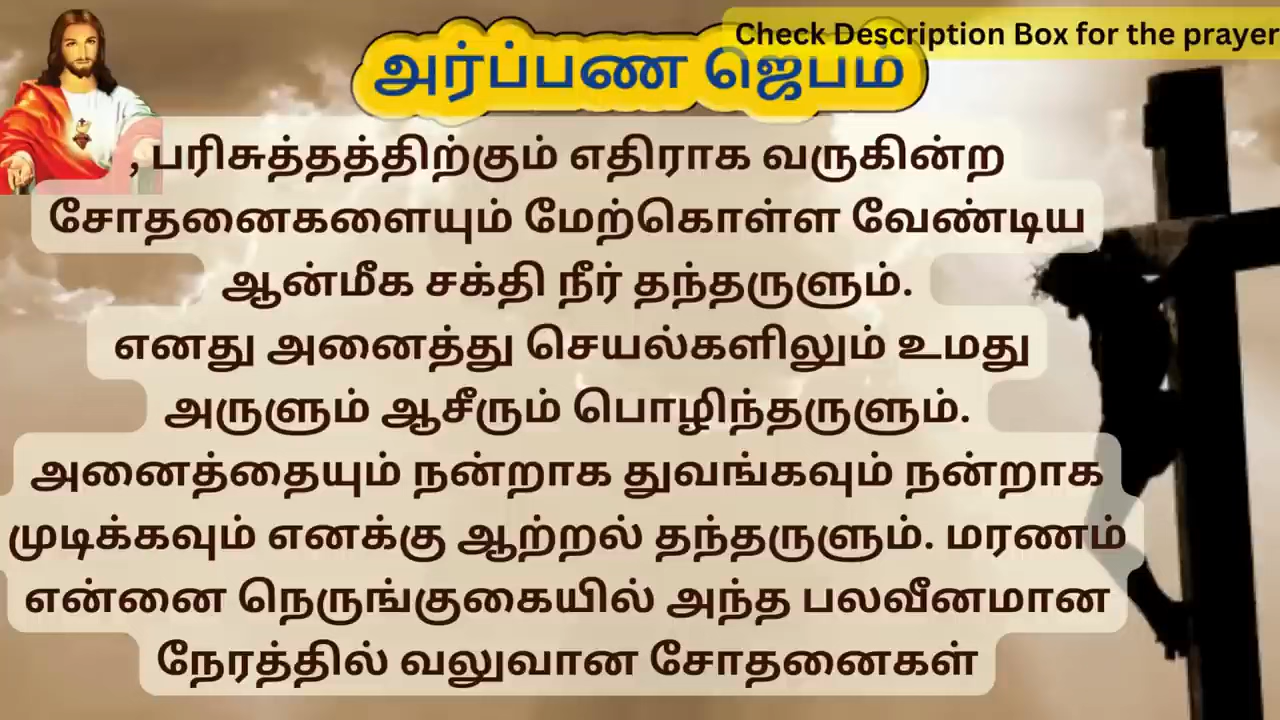 Check Description Box for the prayer
அர்ப்பண ஜெபம்
, பரிசுத்தத்திற்கும் எதிராக வருகின்ற
சோதனைகளையும் மேற்கொள்ள வேண்டிய
ஆன்மீக சக்தி நீர் தந்தருளும்.
எனது அனைத்து செயல்களிலும் உமது
அருளும் ஆசீரும் பொழிந்தருளும்.
அனைத்தையும் நன்றாக துவங்கவும் நன்றாக
முடிக்கவும் எனக்கு ஆற்றல் தந்தருளும். மரணம்
என்னை நெருங்குகையில் அந்த பலவீனமான
நேரத்தில் வலுவான சோதனைகள்